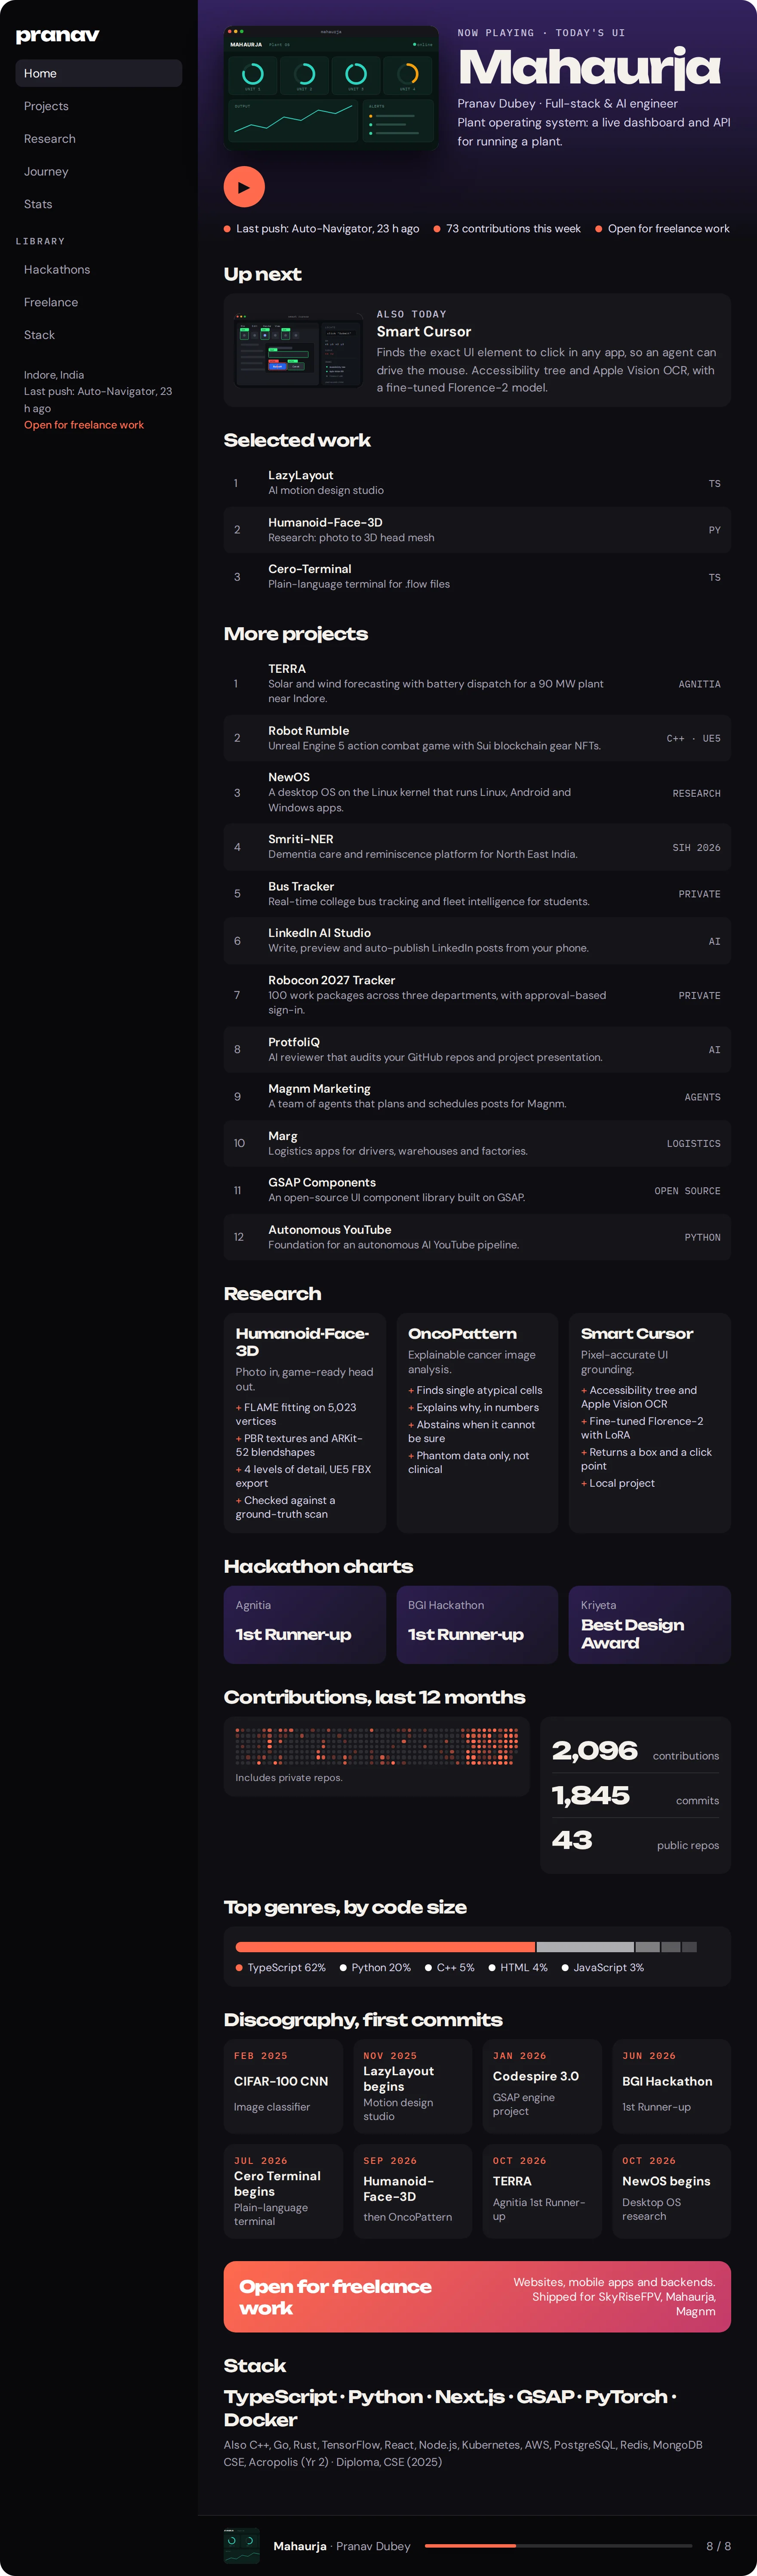 pranav
Home
Projects
Research
Journey
Stats
LIBRARY
Hackathons
Freelance
Stack
Indore, India
Last push: Auto-Navigator, 23
h ago
Open for freelance work
mahaurja
MAHAURJA
Plant OS
online
UNIT 1
UNIT 2
UNIT 3
UNIT 4
OUTPUT
ALERTS
NOW PLAYING · TODAY'S UI
Mahaurja
Pranav Dubey · Full-stack & AI engineer
Plant operating system: a live dashboard and API
for running a plant.
Last push: Auto-Navigator, 23 h ago
73 contributions this week
Open for freelance work
Up next
ALSO TODAY
Smart Cursor
Finds the exact UI element to click in any app, so an agent can
drive the mouse. Accessibility tree and Apple Vision OCR, with
a fine-tuned Florence-2 model.
Selected work
1
LazyLayout
AI motion design studio
TS
2
Humanoid-Face-3D
Research: photo to 3D head mesh
PY
3
Cero-Terminal
Plain-language terminal for .flow files
TS
More projects
1
TERRA
Solar and wind forecasting with battery dispatch for a 90 MW plant
near Indore.
AGNITIA
2
Robot Rumble
Unreal Engine 5 action combat game with Sui blockchain gear NFTs.
C++ · UE5
3
NewOS
A desktop OS on the Linux kernel that runs Linux, Android and
Windows apps.
RESEARCH
4
Smriti-NER
Dementia care and reminiscence platform for North East India.
SIH 2026
5
Bus Tracker
Real-time college bus tracking and fleet intelligence for students.
PRIVATE
6
LinkedIn AI Studio
Write, preview and auto-publish LinkedIn posts from your phone.
AI
7
Robocon 2027 Tracker
100 work packages across three departments, with approval-based
sign-in.
PRIVATE
8
ProtfoliQ
AI reviewer that audits your GitHub repos and project presentation.
AI
9
Magnm Marketing
A team of agents that plans and schedules posts for Magnm.
AGENTS
10
Marg
Logistics apps for drivers, warehouses and factories.
LOGISTICS
11
GSAP Components
An open-source UI component library built on GSAP.
OPEN SOURCE
12
Autonomous YouTube
Foundation for an autonomous AI YouTube pipeline.
PYTHON
Research
Humanoid-Face-
3D
Photo in, game-ready head
out.
+ FLAME fitting on 5,023
vertices
+ PBR textures and ARKit-
52 blendshapes
+ 4 levels of detail, UE5 FBX
export
+ Checked against a
ground-truth scan
OncoPattern
Explainable cancer image
analysis.
+ Finds single atypical cells
+ Explains why, in numbers
+ Abstains when it cannot
be sure
+ Phantom data only, not
clinical
Smart Cursor
Pixel-accurate UI
grounding.
+ Accessibility tree and
Apple Vision OCR
+ Fine-tuned Florence-2
with LoRA
+ Returns a box and a click
point
+ Local project
Hackathon charts
Agnitia
1st Runner-up
BGI Hackathon
1st Runner-up
Kriyeta
Best Design
Award
Contributions, last 12 months
Includes private repos.
2,096 contributions
1,845 commits
43 public repos
Top genres, by code size
TypeScript 62%
Python 20%
C++ 5%
HTML 4%
JavaScript 3%
Discography, first commits
FEB 2025
CIFAR-100 CNN
Image classifier
NOV 2025
LazyLayout
begins
Motion design
studio
JAN 2026
Codespire 3.0
GSAP engine
project
JUN 2026
BGI Hackathon
1st Runner-up
JUL 2026
Cero Terminal
begins
Plain-language
terminal
SEP 2026
Humanoid-
Face-3D
then OncoPattern
OCT 2026
TERRA
Agnitia 1st Runner-
up
OCT 2026
NewOS begins
Desktop OS
research
Open for freelance
work
Websites, mobile apps and backends.
Shipped for SkyRiseFPV, Mahaurja,
Magnm
Stack
TypeScript · Python · Next.js · GSAP · PyTorch ·
Docker
Also C++, Go, Rust, TensorFlow, React, Node.js, Kubernetes, AWS, PostgreSQL, Redis, MongoDB
CSE, Acropolis (Yr 2) · Diploma, CSE (2025)
Mahaurja · Pranav Dubey
8 / 8